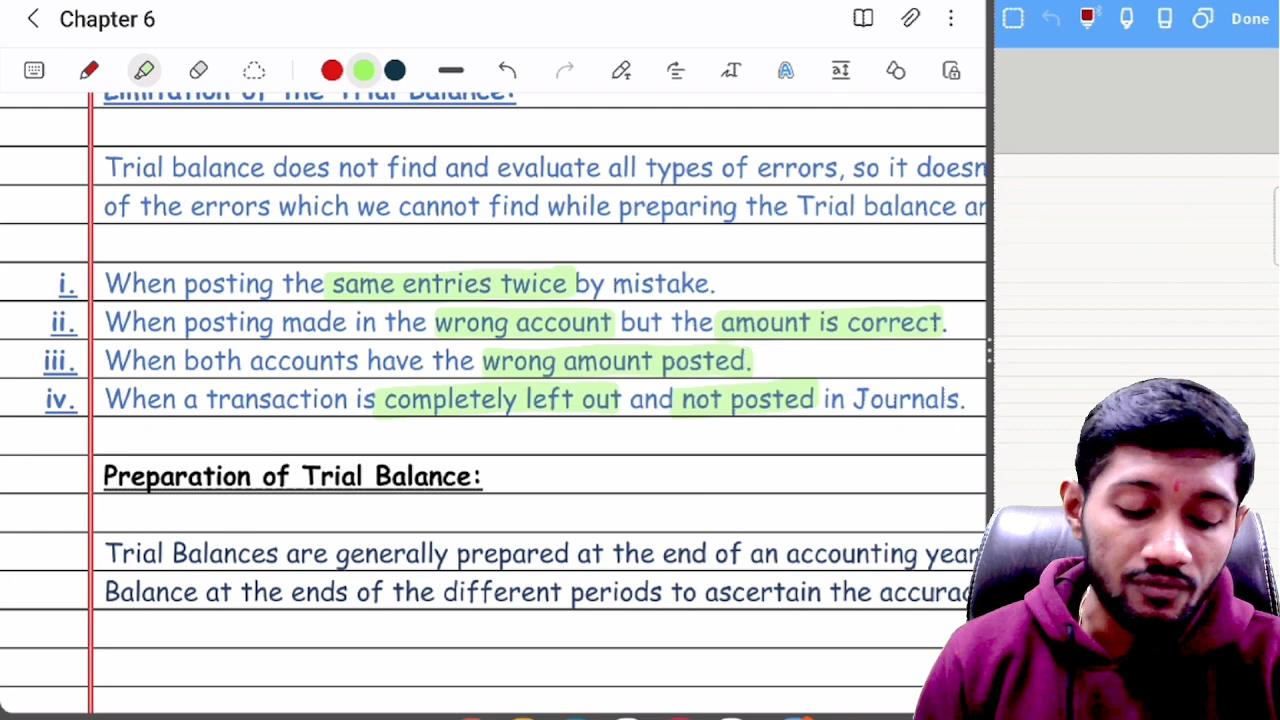 Chapter 6
Done
Limitation of the Trial Balance:
Trial balance does not find and evaluate all types of errors, so it doesn
of the errors which we cannot find while preparing the Trial balance
i. When posting the same entries twice by mistake.
ii. When posting made in the wrong account but the amount is correct.
iii. When both accounts have the wrong amount posted.
iv. When a transaction is completely left out and not posted in Journals.
Preparation of Trial Balance:
Trial Balances are generally prepared at the end of an accounting year
Balance at the ends of the different periods to ascertain the